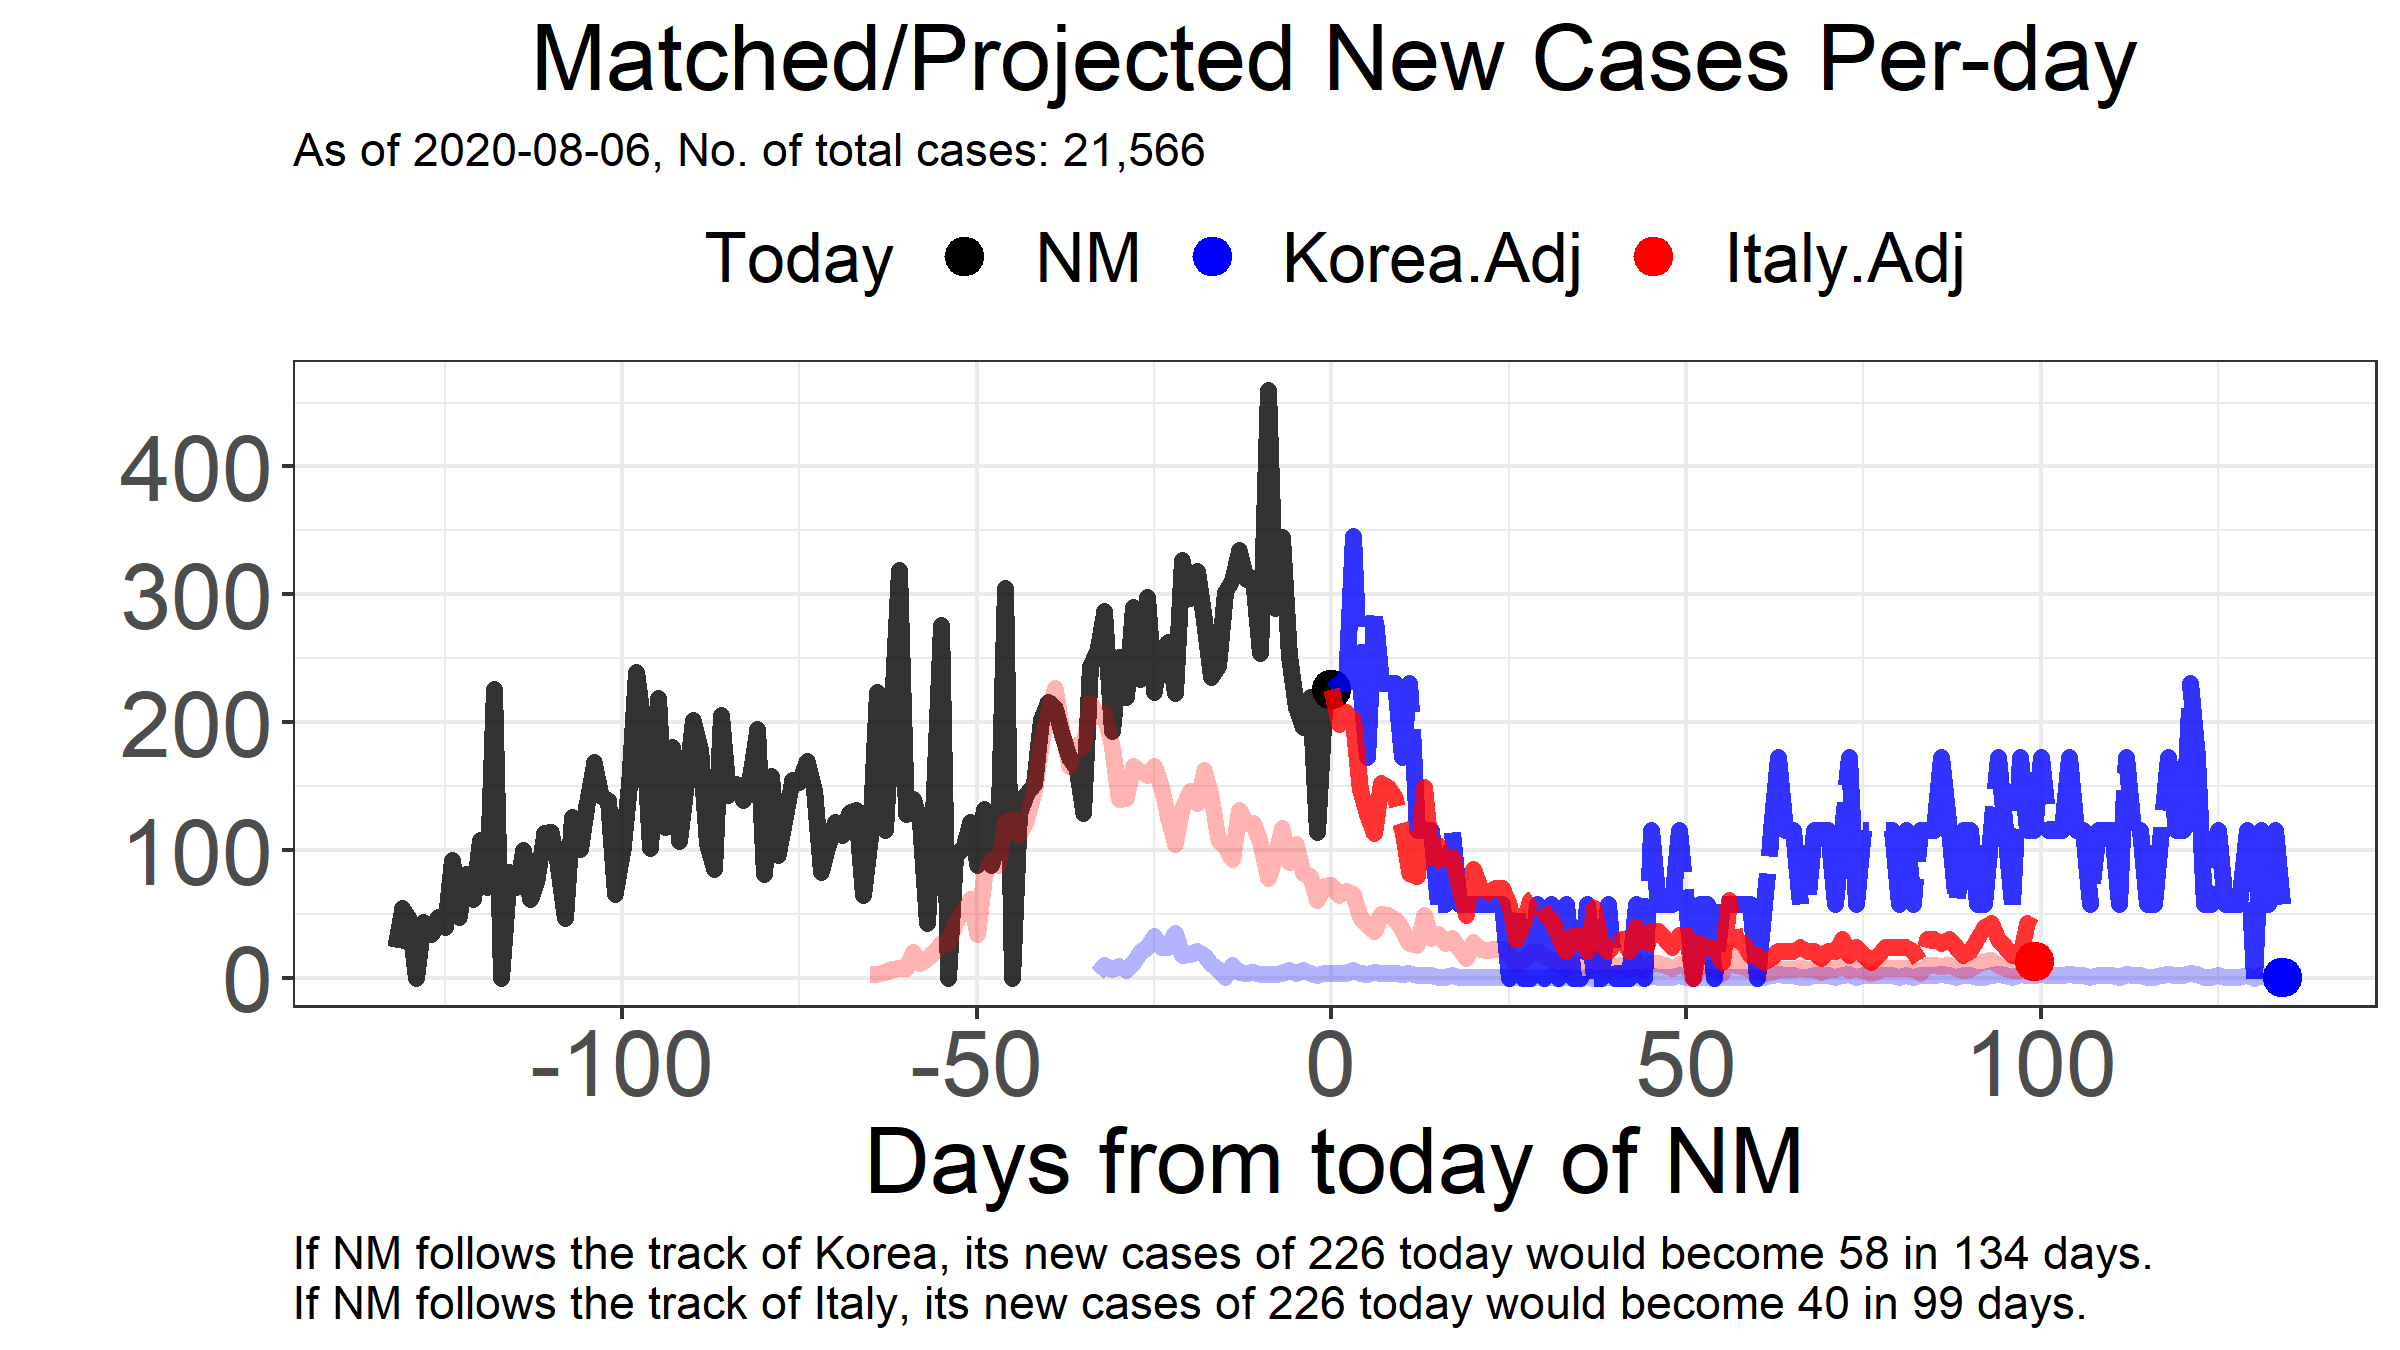 Matched/Projected New Cases Per-day
As of 2020-08-06, No. of total cases: 21,566
Today NM Korea.Adj Italy.Adj
400
300
200
100
0
-100 -50 0 50 100
Days from today of NM
If NM follows the track of Korea, its new cases of 226 today would become 58 in 134 days.
If NM follows the track of Italy, its new cases of 226 today would become 40 in 99 days.